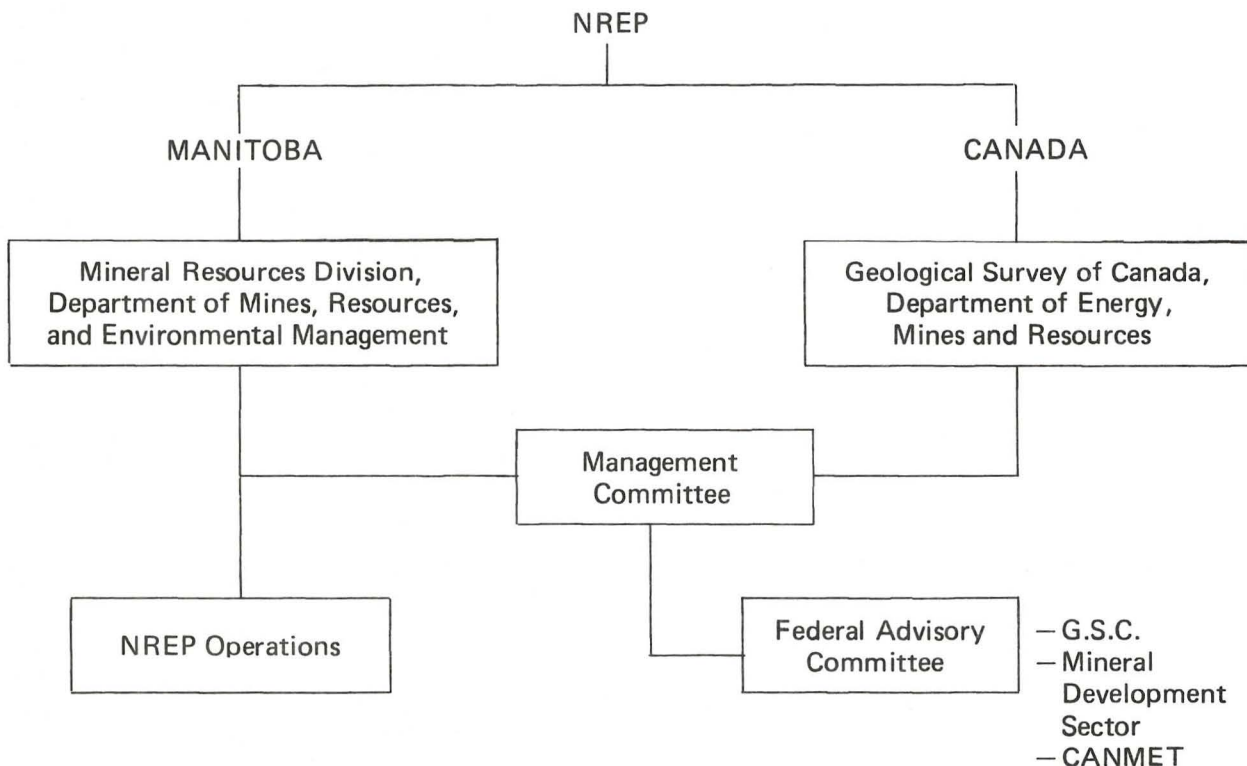 NREP
MANITOBA
CANADA
Mineral Resources Division,
Department of Mines, Resources,
and Environmental Management
Geological Survey of Canada,
Department of Energy,
Mines and Resources
Management
Committee
NREP Operations
Federal Advisory
Committee
— G.S.C.
— Mineral
Development
Sector
— CANMET